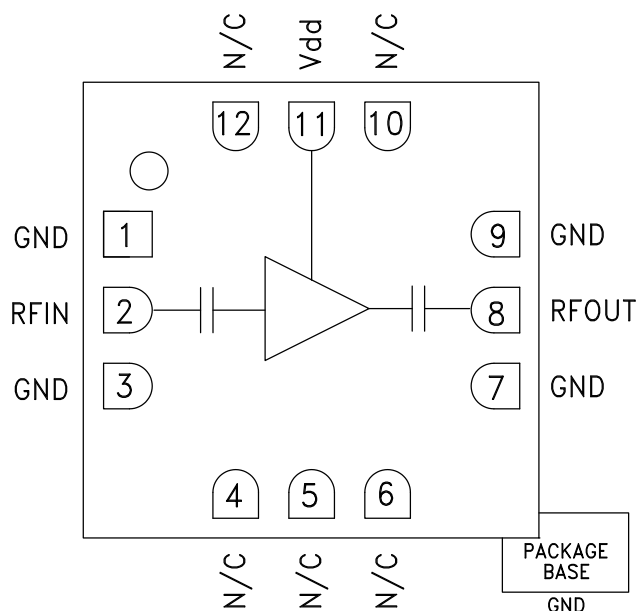 N/C
Vdd
N/C
12
11
10
GND
1
9
GND
RFIN
2
8
RFOUT
GND
3
7
GND
4
5
6
N/C
N/C
N/C
PACKAGE
BASE
GND